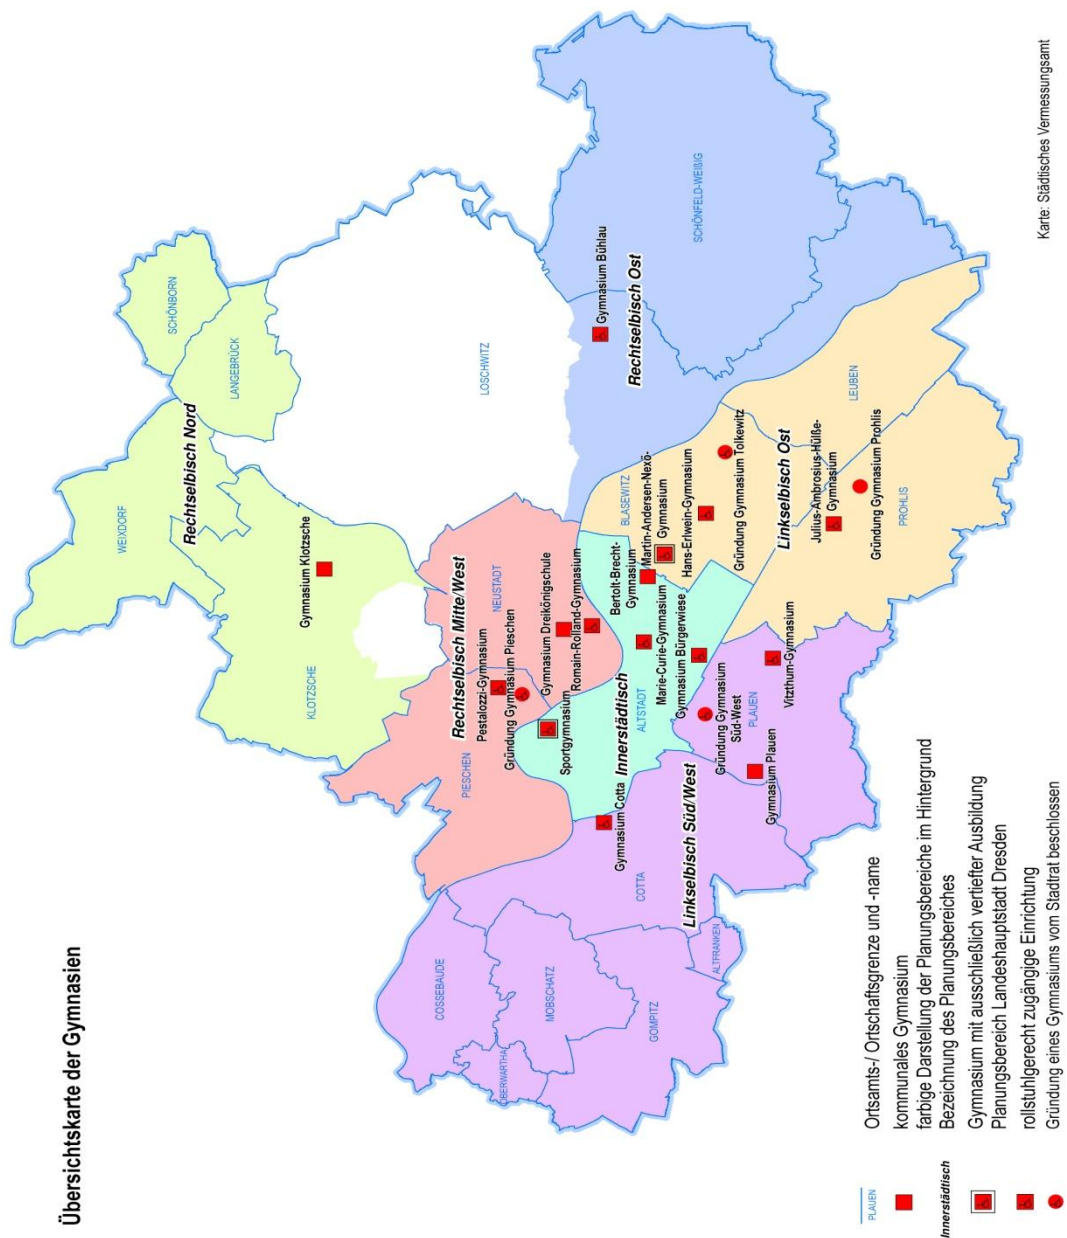 Übersichtskarte der Gymnasien
SCHÖNBORN
LANGEBRÜCK
WEIXDORF
Rechtselbisch Nord
KLOTZSCHE
Gymnasium Klotzsche
LOSCHWITZ
SCHÖNFELD-WEIßIG
Gymnasium Bühlau
Rechtselbisch Ost
NEUSTADT
Rechtselbisch Mitte/West
PIESCHEN
Pestalozzi-Gymnasium
Gründung Gymnasium Pieschen
Gymnasium Dreikönigschule
Romain-Rolland-Gymnasium
Sportgymnasium
Innerstädtisch
ALTSTADT
Bertolt-Brecht-
Gymnasium
Marie-Curie-Gymnasium
Gymnasium Bürgerwiese
BLASEWITZ
Martin-Andersen-Nexö-
Gymnasium
Hans-Erlwein-Gymnasium
Gründung Gymnasium Tolkewitz
Linkselbisch Ost
LEUBEN
Julius-Ambrosius-Hülße-
Gymnasium
Gründung Gymnasium Prohlis
PROHLIS
Gymnasium Cotta
COTTA
Linkselbisch Süd/West
Gründung Gymnasium
Süd-West
PLAUEN
Gymnasium Plauen
Vitzthum-Gymnasium
COSSEBAUDE
MOBSCHATZ
OBERWARTHA
GOMPITZ
ALTFRANKEN
PLAUEN
Ortsamts-/ Ortschaftsgrenze und -name
kommunales Gymnasium
farbige Darstellung der Planungsbereiche im Hintergrund
Innerstädtisch
Bezeichnung des Planungsbereiches
Gymnasium mit ausschließlich vertiefter Ausbildung
Planungsbereich Landeshauptstadt Dresden
rollstuhlgerecht zugängige Einrichtung
Gründung eines Gymnasiums vom Stadtrat beschlossen
Karte: Städtisches Vermessungsamt